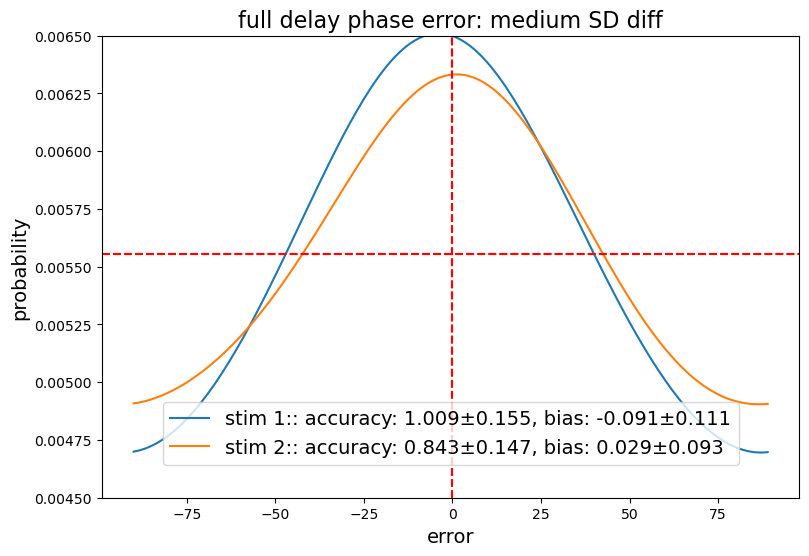 full delay phase error: medium SD diff
probability
0.00650
0.00625
0.00600
0.00575
0.00550
0.00525
0.00500
0.00475
0.00450
stim 1:: accuracy: 1.009±0.155, bias: -0.091±0.111
stim 2:: accuracy: 0.843±0.147, bias: 0.029±0.093
−75 −50 −25 0 25 50 75
error